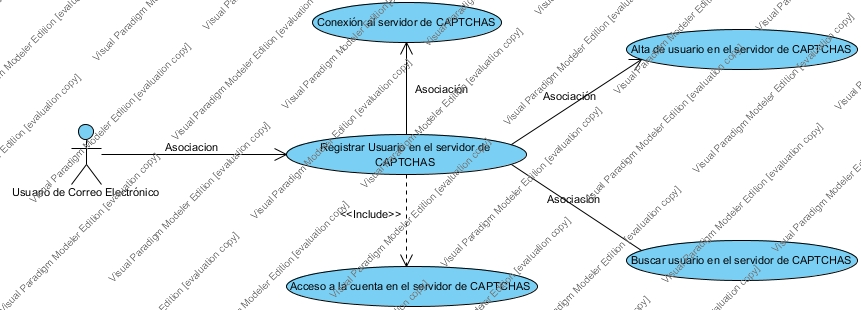 Conexión al servidor de CAPTCHAS
Alta de usuario en el servidor de CAPTCHAS
Asociación
Asociación
Asociacion
Registrar Usuario en el servidor de
CAPTCHAS
Usuario de Correo Electrónico
Asociación
<<Include>>
Buscar usuario en el servidor de CAPTCHAS
Acceso a la cuenta en el servidor de CAPTCHAS
Visual Paradigm Modeler Edition [evaluation copy]